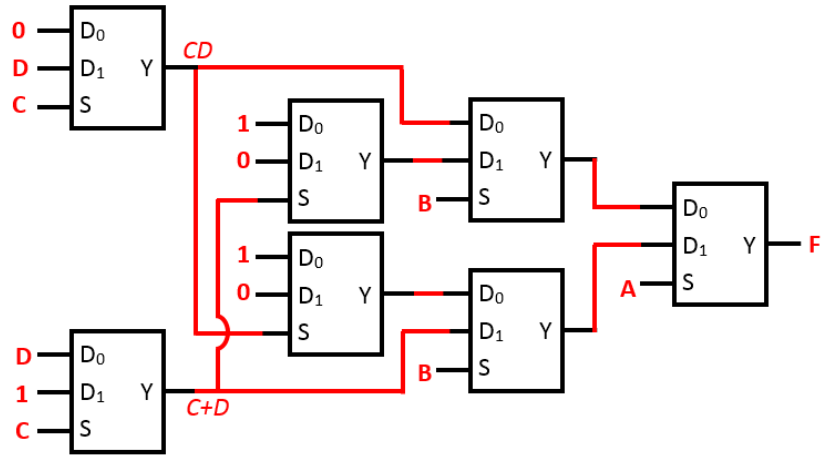 0 D₀
D D₁ Y CD
C S
1 D₀ D₀
0 D₁ Y D₁ Y
S B S
D₀
D₁ Y F
A S
1 D₀
0 D₁ Y D₀
S D₁ Y
B S
D D₀
1 D₁ Y C+D
C S